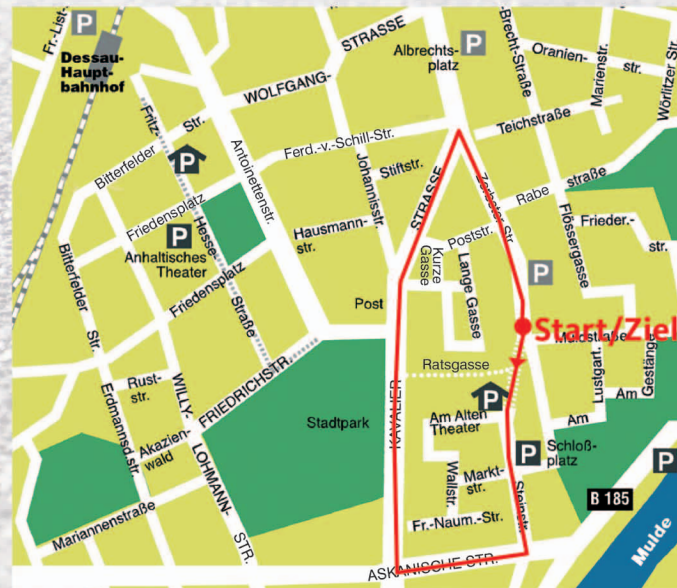 Fr.-List-
P
Dessau-
Haupt-
bahnhof
STRASSE
WOLFGANG-
Albrechts-
platz
P
Brecht-Straße
Oranien-
str.
Marienstr.
Wörlitzer Str.
Teichstraße
Fritz-
Hesse
Straße
Bitterfelder
Str.
Antoinettenstr.
Ferd.-v.-Schill-Str.
Johannisstr.
Stiftstr.
STRASSE
Zerbster Str.
Rabe
straße
Flössergasse
Frieder.-
str.
Friedensplatz
P
Anhaltisches
Theater
Friedensplatz
Hausmann-
str.
Kurze
Gasse
Poststr.
Lange Gasse
P
Post
Start/Ziel
Muldstraße
Bitterfelder
Str.
Rust-
str.
Erdmannsd.str.
WILLY-
LOHMANN-
STR.
FRIEDRICHSTR.
Akazien-
wald
Mariannenstraße
Stadtpark
KAVALIER
Ratsgasse
P
Am Alten
Theater
Lustgart.
Am
Gestänge
Am
P
Schloß-
platz
Wallstr.
Markt-
str.
Steinstr.
Fr.-Naum.-Str.
ASKANISCHE STR.
B 185
P
Mulde